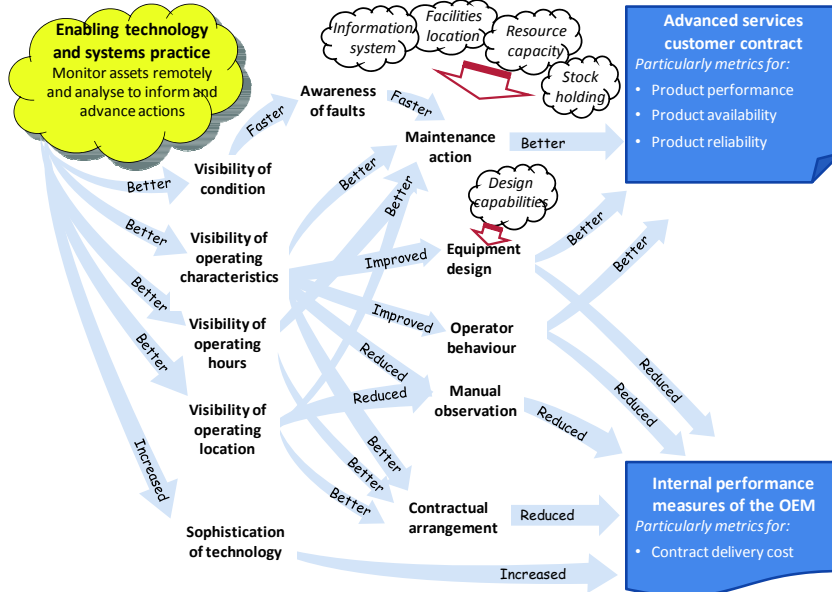 Enabling technology
and systems practice
Monitor assets remotely
and analyse to inform and
advance actions
Information
system
Facilities
location
Resource
capacity
Stock
holding
Advanced services
customer contract
Particularly metrics for:
• Product performance
• Product availability
• Product reliability
Faster
Awareness
of faults
Faster
Maintenance
action
Better
Better
Visibility of
condition
Better
Better
Design
capabilities
Better
Visibility of
operating
characteristics
Improved
Equipment
design
Better
Better
Better
Visibility of
operating
hours
Improved
Operator
behaviour
Better
Reduced
Manual
observation
Reduced
Reduced
Reduced
Visibility of
operating
location
Reduced
Increased
Better
Better
Better
Contractual
arrangement
Reduced
Sophistication
of technology
Increased
Internal performance
measures of the OEM
Particularly metrics for:
• Contract delivery cost